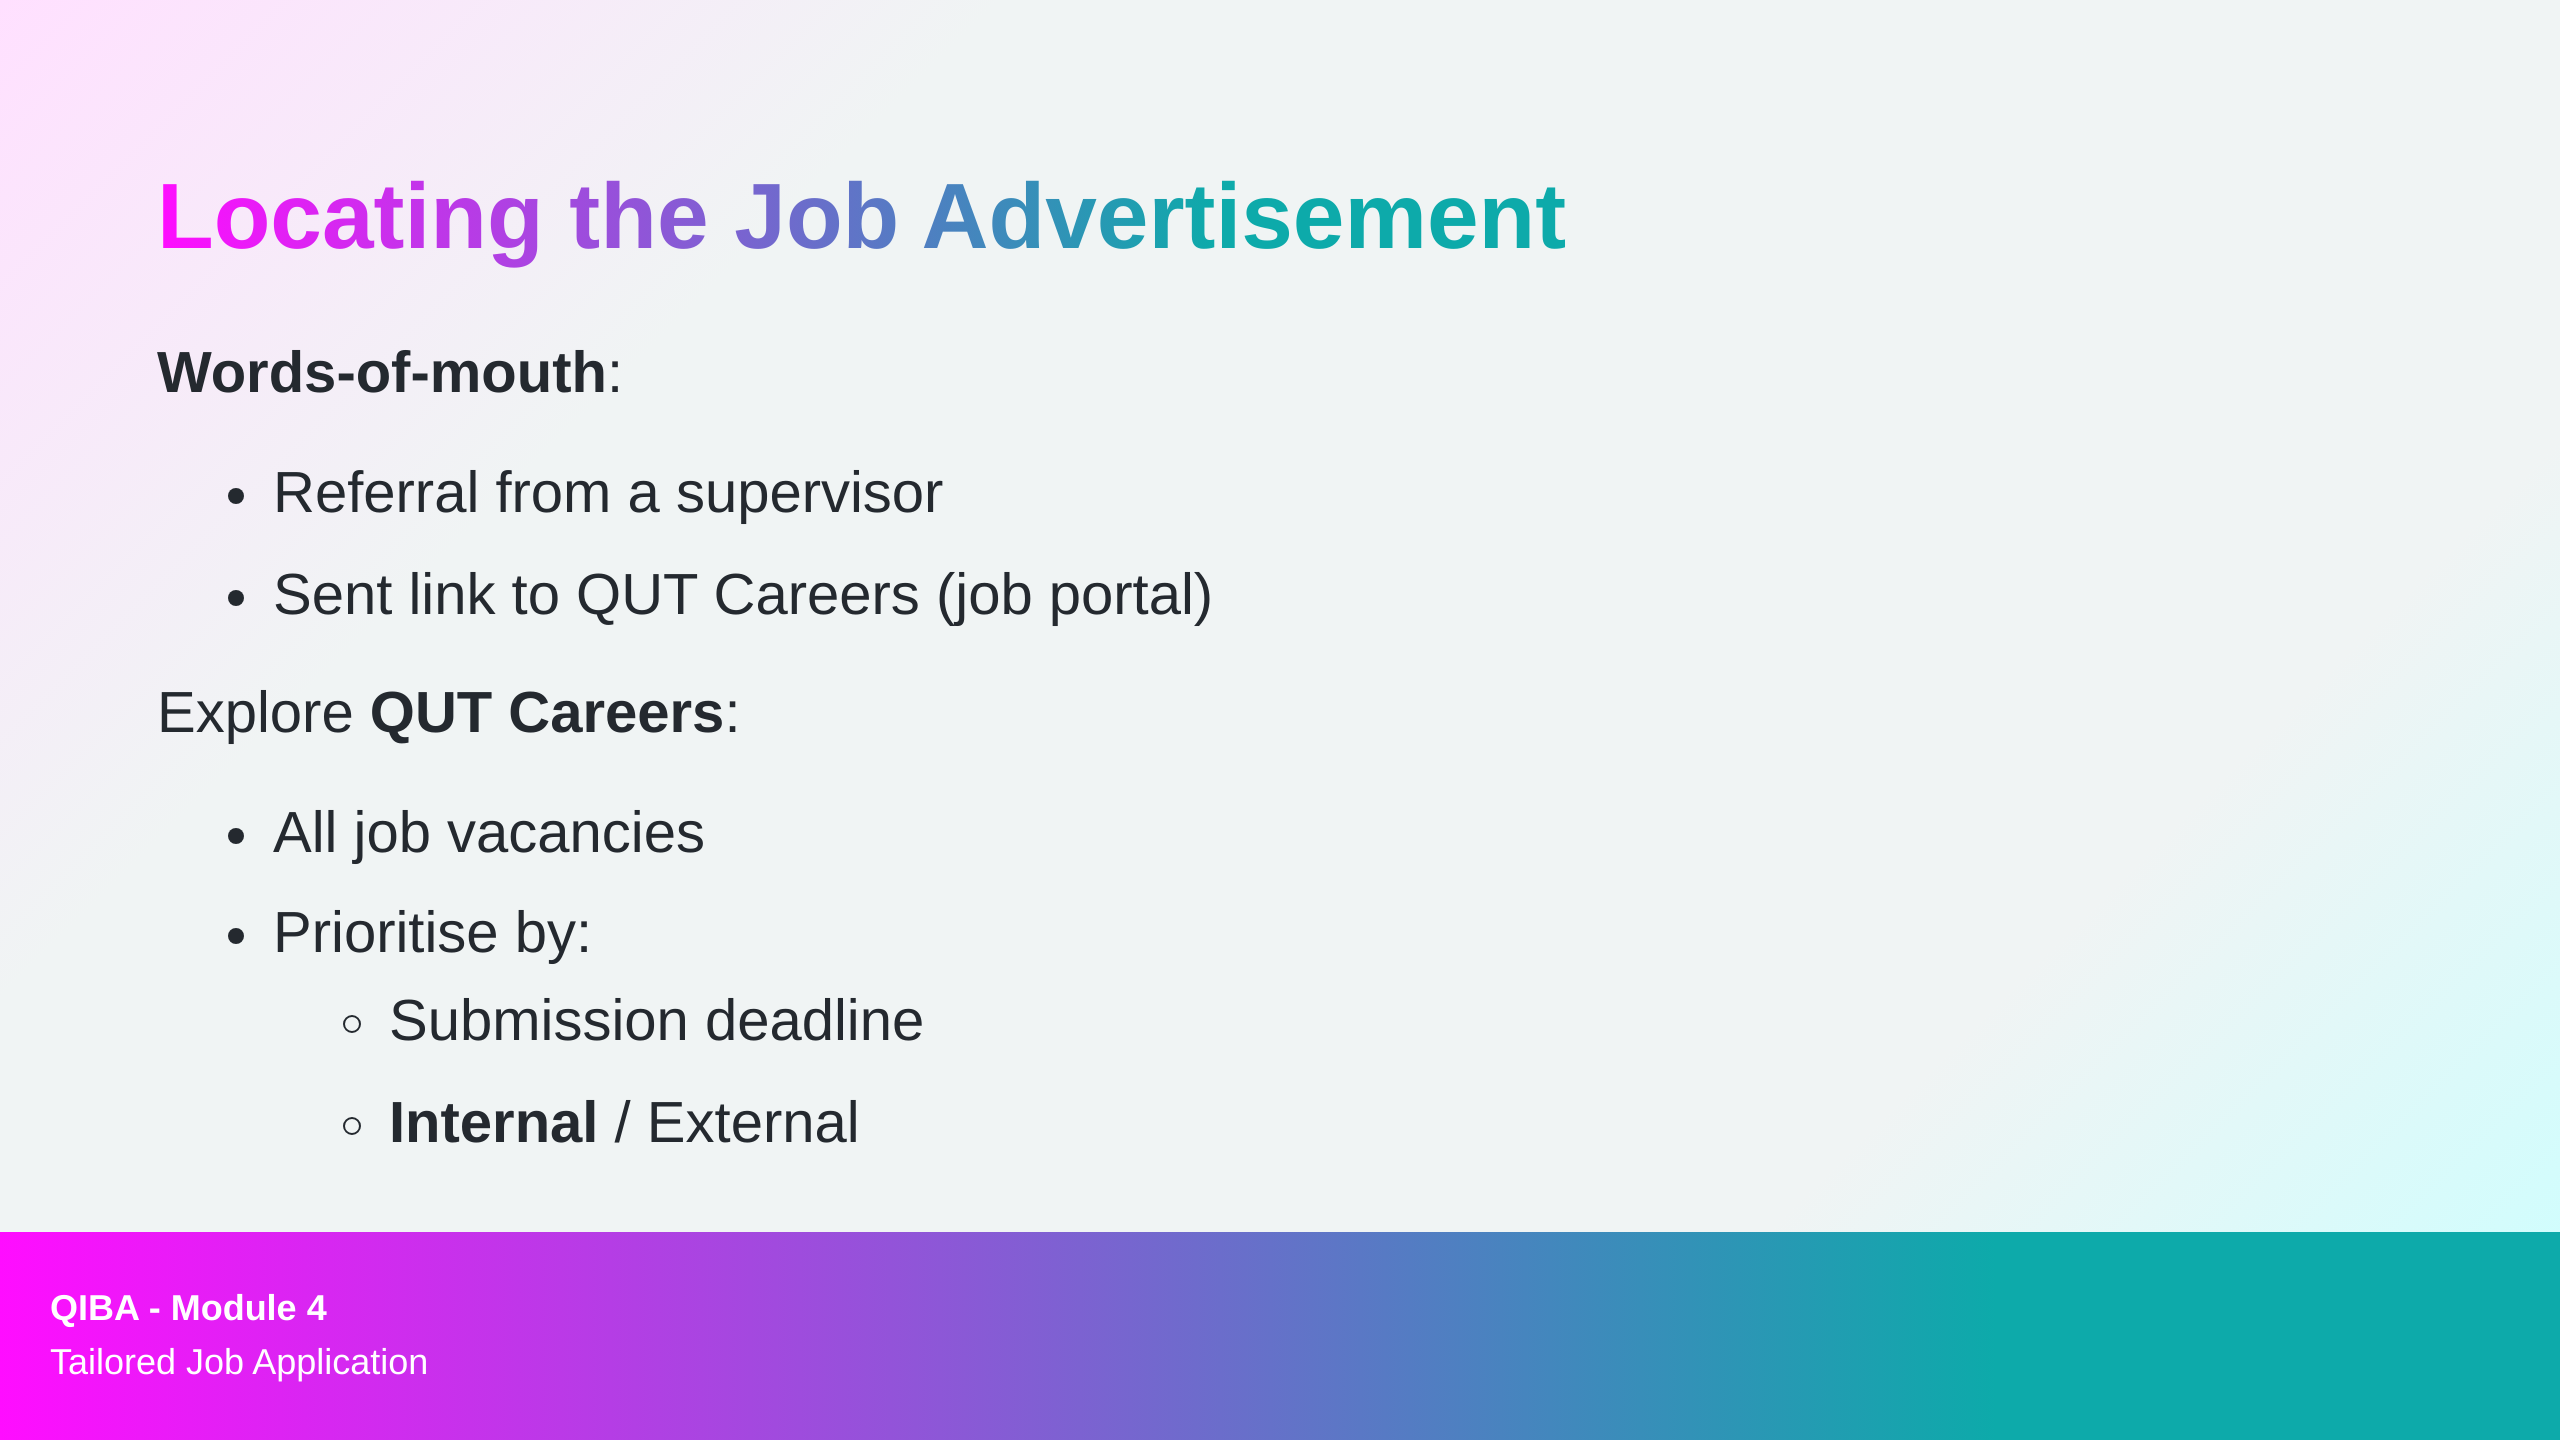 Locating the Job Advertisement
Words-of-mouth:
• Referral from a supervisor
• Sent link to QUT Careers (job portal)
Explore QUT Careers:
• All job vacancies
• Prioritise by:
◦ Submission deadline
◦ Internal / External
QIBA - Module 4
Tailored Job Application